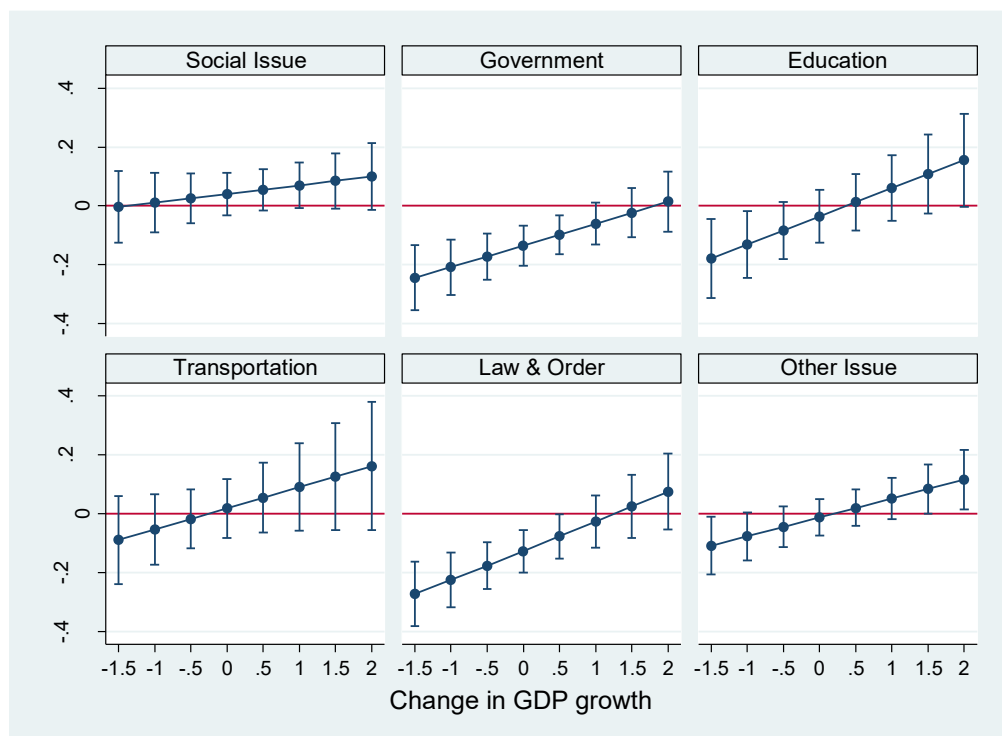 Social Issue Government Education
.4
.2
0
-.2
-.4
Transportation Law & Order Other Issue
.4
.2
0
-.2
-.4
-1.5 -1 -.5 0 .5 1 1.5 2 -1.5 -1 -.5 0 .5 1 1.5 2 -1.5 -1 -.5 0 .5 1 1.5 2
Change in GDP growth